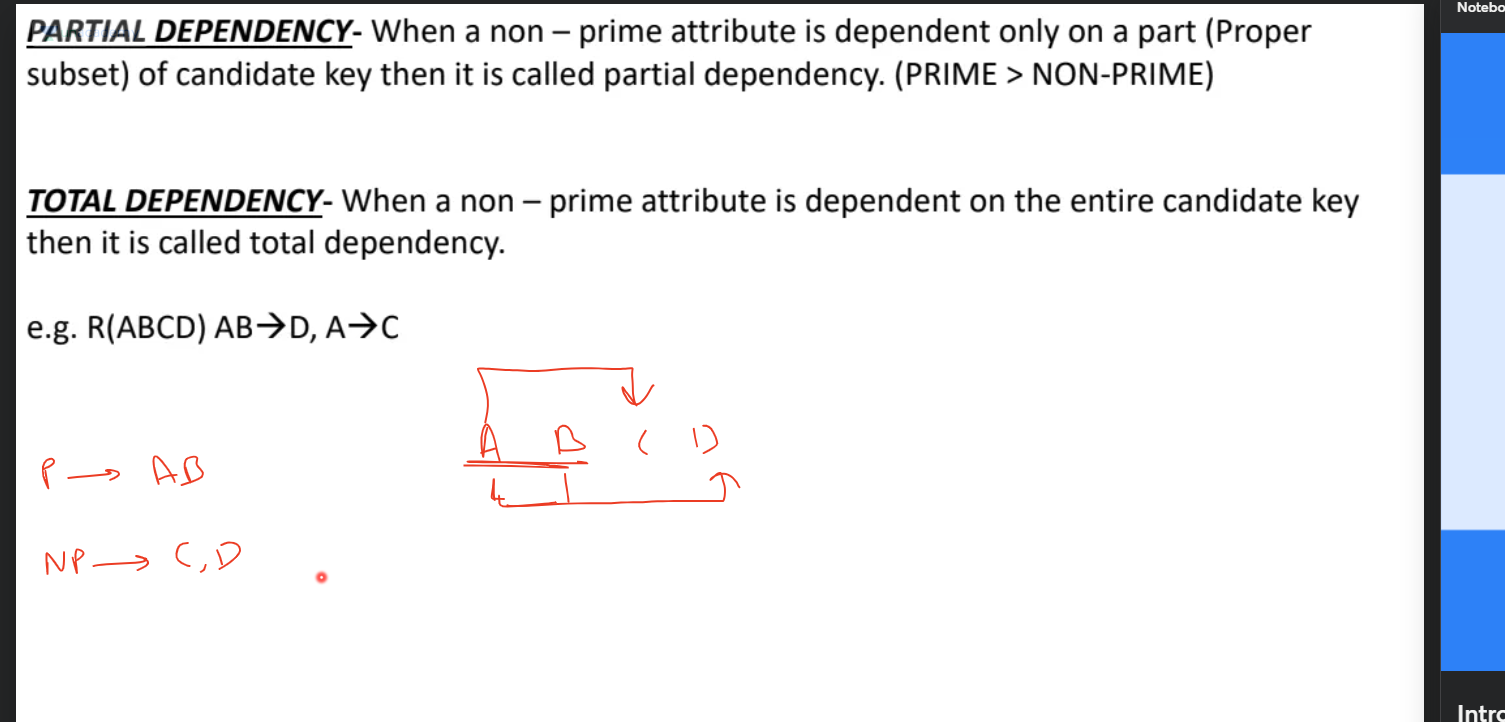 Notebo
PARTIAL DEPENDENCY- When a non – prime attribute is dependent only on a part (Proper
subset) of candidate key then it is called partial dependency. (PRIME > NON-PRIME)
TOTAL DEPENDENCY- When a non – prime attribute is dependent on the entire candidate key
then it is called total dependency.
e.g. R(ABCD) AB→D, A→C
A B C D
P → AB
NP → C, D
Intro